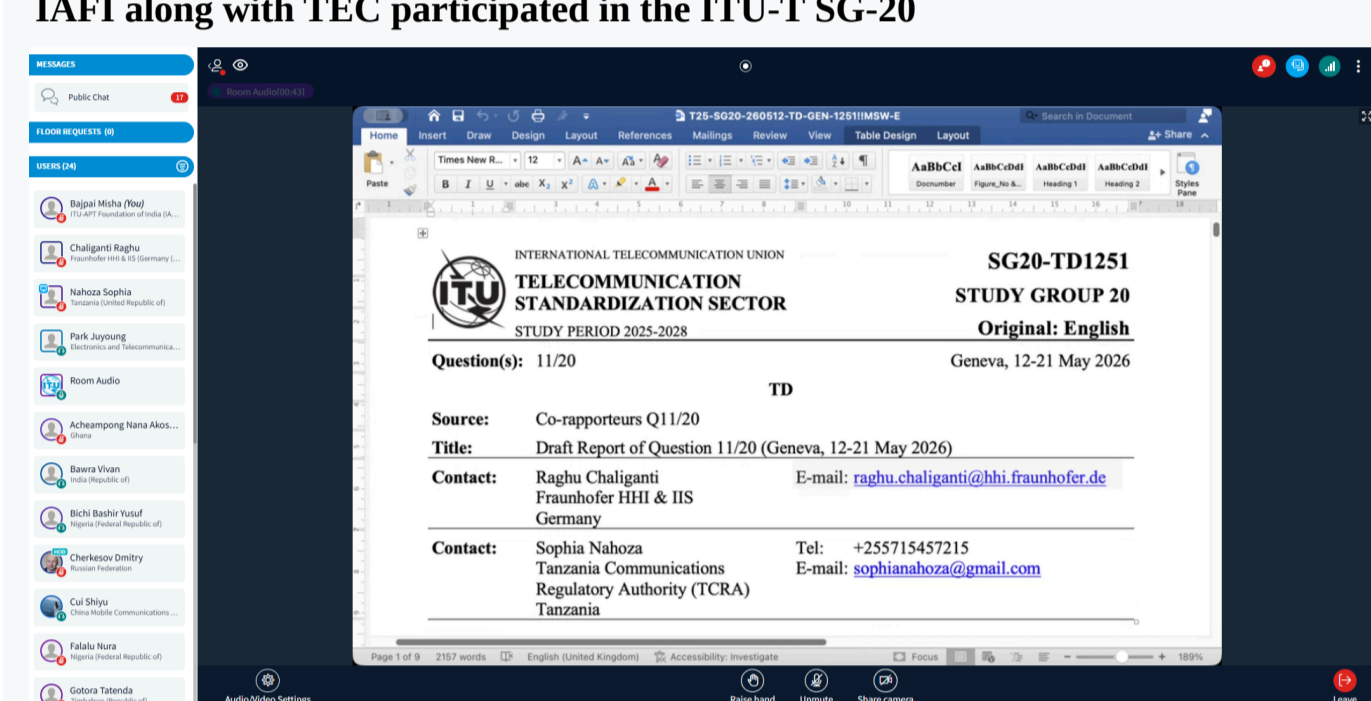 IAFI along with TEC participated in the ITU-T SG-20
MESSAGES
Public Chat
17
FLOOR REQUESTS (0)
USERS (24)
Bajpai Misha (You)
ITU-APT Foundation of India (IA...
Chaliganti Raghu
Fraunhofer HHI & IIS (Germany (...
Nahoza Sophia
Tanzania (United Republic of)
Park Juyoung
Electronics and Telecommunica...
Room Audio
Acheampong Nana Akos...
Ghana
Bawra Vivan
India (Republic of)
Bichi Bashir Yusuf
Nigeria (Federal Republic of)
Cherkesov Dmitry
Russian Federation
Cui Shiyu
China Mobile Communications ...
Falalu Nura
Nigeria (Federal Republic of)
Gotora Tatenda
Zimbabwe (Republic of)
Room Audio[00:43]
T25-SG20-260512-TD-GEN-1251!!MSW-E
Search in Document
Home Insert Draw Design Layout References Mailings Review View Table Design Layout
Share
Paste
Times New R... 12
B I U abc X₂ X² A
AaBbCcI AaBbCcDdI AaBbCcDdI AaBbCcDdI
Docnumber Figure_No &... Heading 1 Heading 2
Styles Pane
INTERNATIONAL TELECOMMUNICATION UNION
TELECOMMUNICATION
STANDARDIZATION SECTOR
STUDY PERIOD 2025-2028
ITU
SG20-TD1251
STUDY GROUP 20
Original: English
Question(s): 11/20
Geneva, 12-21 May 2026
TD
Source: Co-rapporteurs Q11/20
Title: Draft Report of Question 11/20 (Geneva, 12-21 May 2026)
Contact: Raghu Chaliganti
Fraunhofer HHI & IIS
Germany
E-mail: raghu.chaliganti@hhi.fraunhofer.de
Contact: Sophia Nahoza
Tanzania Communications
Regulatory Authority (TCRA)
Tanzania
Tel: +255715457215
E-mail: sophianahoza@gmail.com
Page 1 of 9 2157 words English (United Kingdom) Accessibility: Investigate
Focus
189%
Audio/Video Settings
Raise hand
Unmute
Share camera
Leave